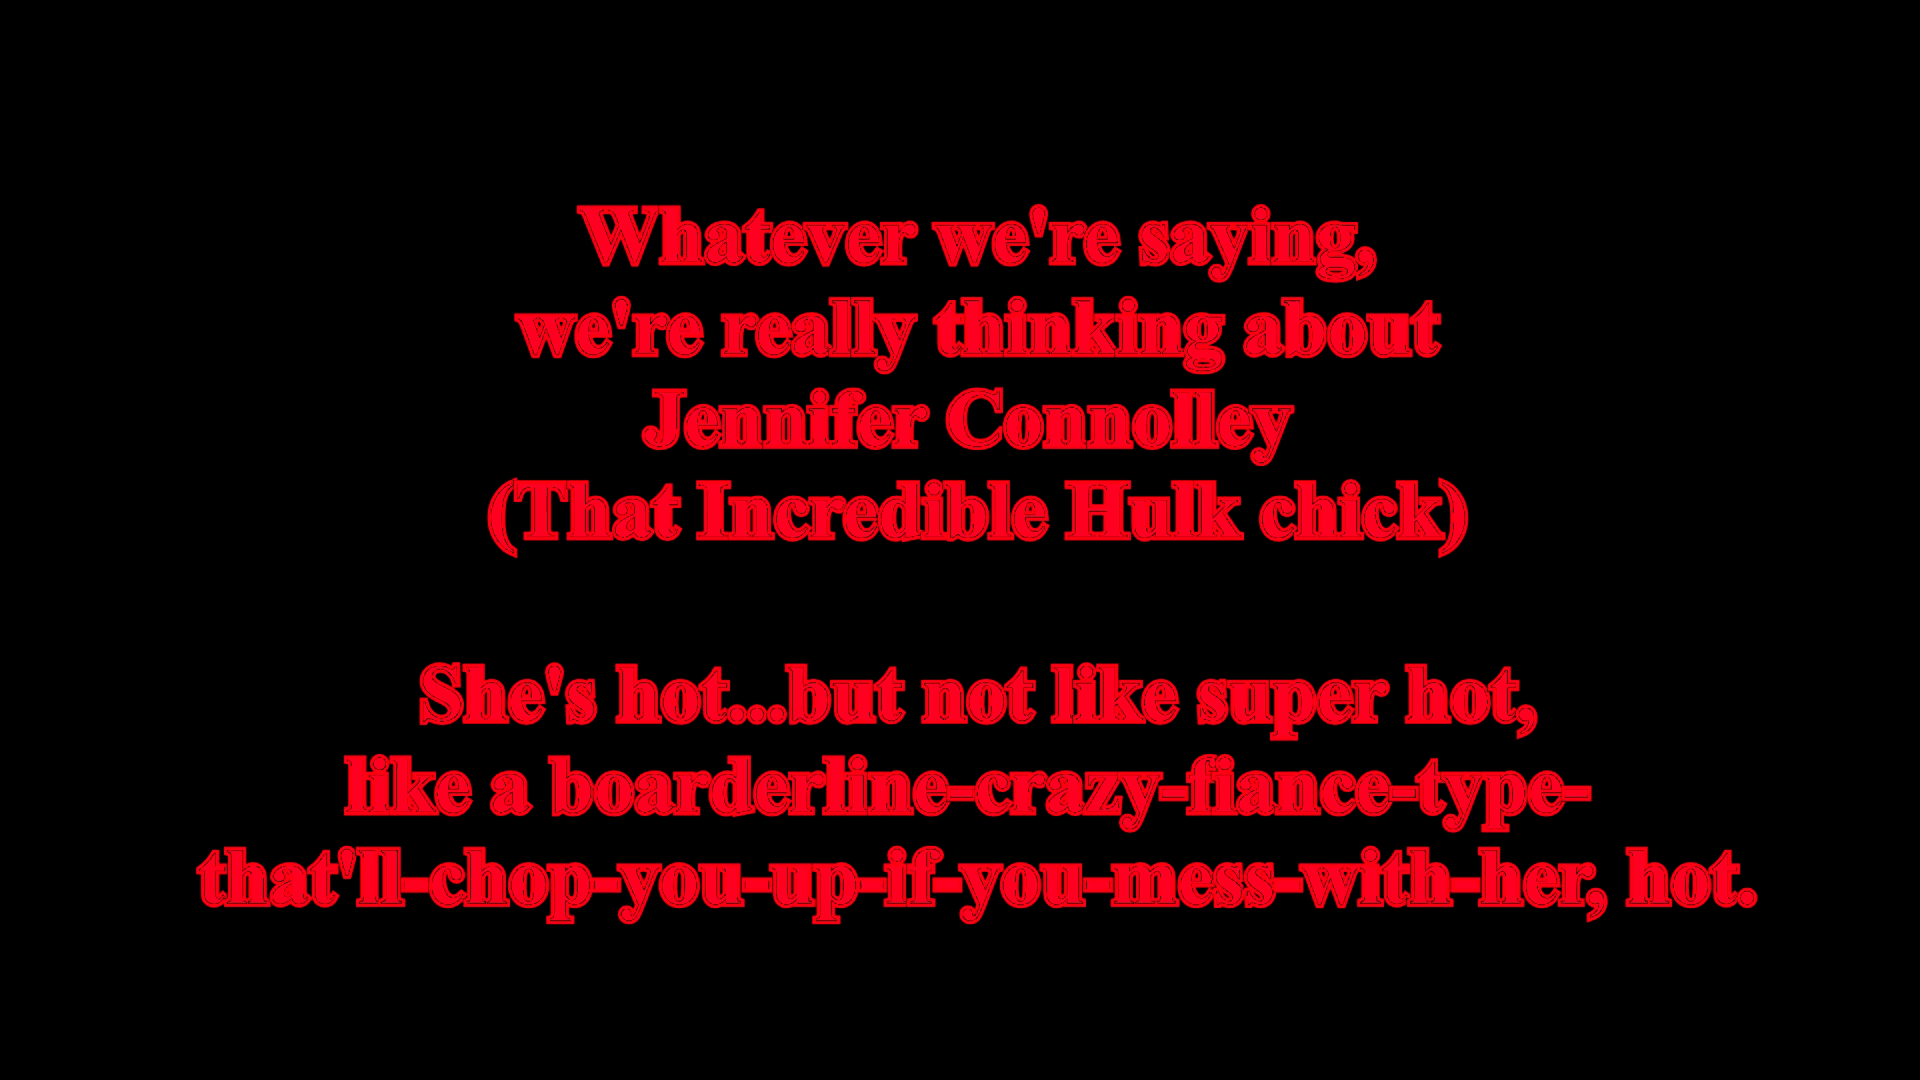 Whatever we're saying,
we're really thinking about
Jennifer Connolley
(That Incredible Hulk chick)
She's hot...but not like super hot,
like a boarderline-crazy-fiance-type-
that'll-chop-you-up-if-you-mess-with-her, hot.